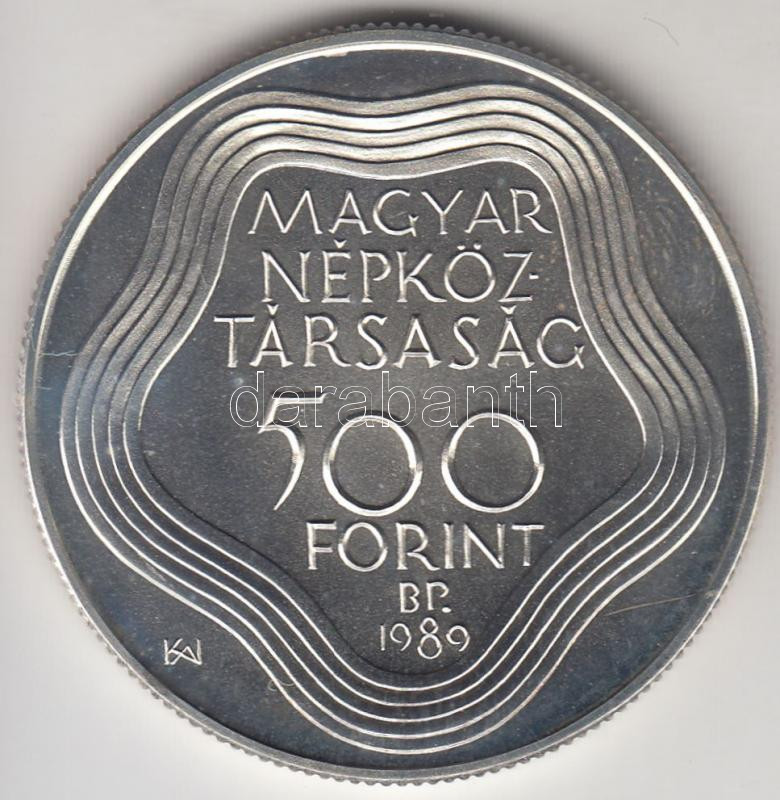 MAGYAR
NÉPKÖZ-
TÁRSASÁG
darabanth
500
FORINT
BP.
1989